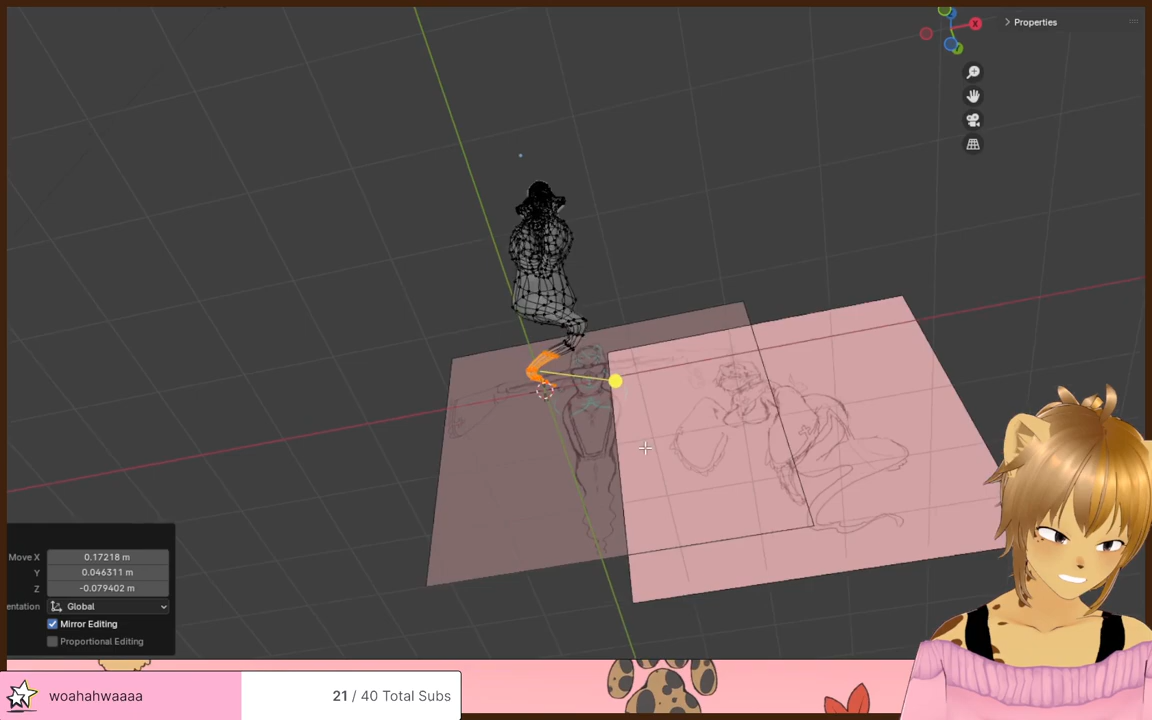 X
Properties
Y
Move X 0.17218 m
Y 0.046311 m
Z -0.079402 m
entation Global
Mirror Editing
Proportional Editing
woahahwaaaa 21 / 40 Total Subs